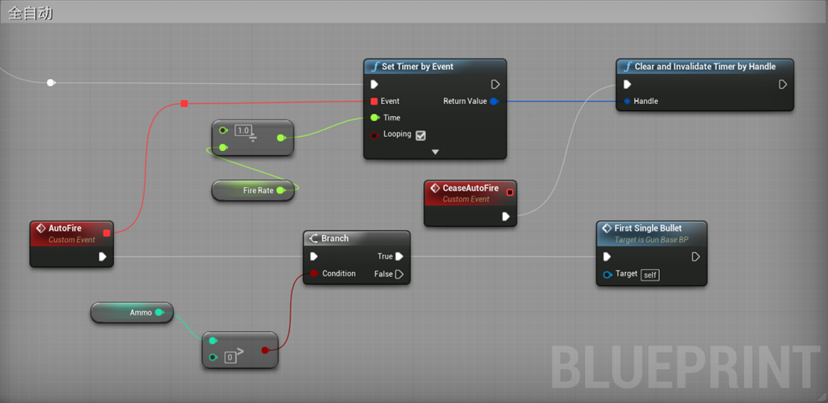 全自动
Set Timer by Event
Event
Return Value
Time
Looping
1.0
÷
Fire Rate
Clear and Invalidate Timer by Handle
Handle
CeaseAutoFire
Custom Event
AutoFire
Custom Event
Branch
True
Condition
False
First Single Bullet
Target is Gun Base BP
Target self
Ammo
0 >
BLUEPRINT